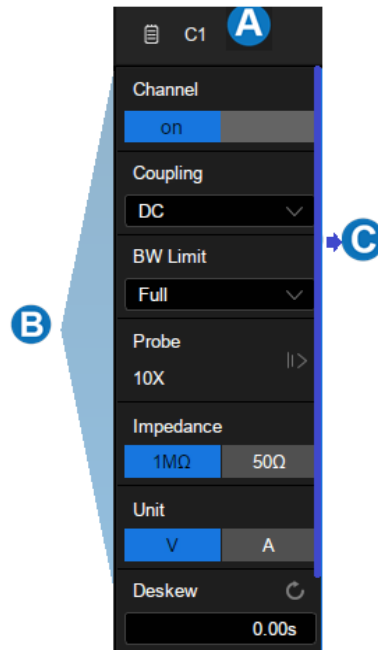 C1 A
Channel
on
Coupling
DC
C
BW Limit
Full
B
Probe
10X
Impedance
1MΩ 50Ω
Unit
V A
Deskew
0.00s